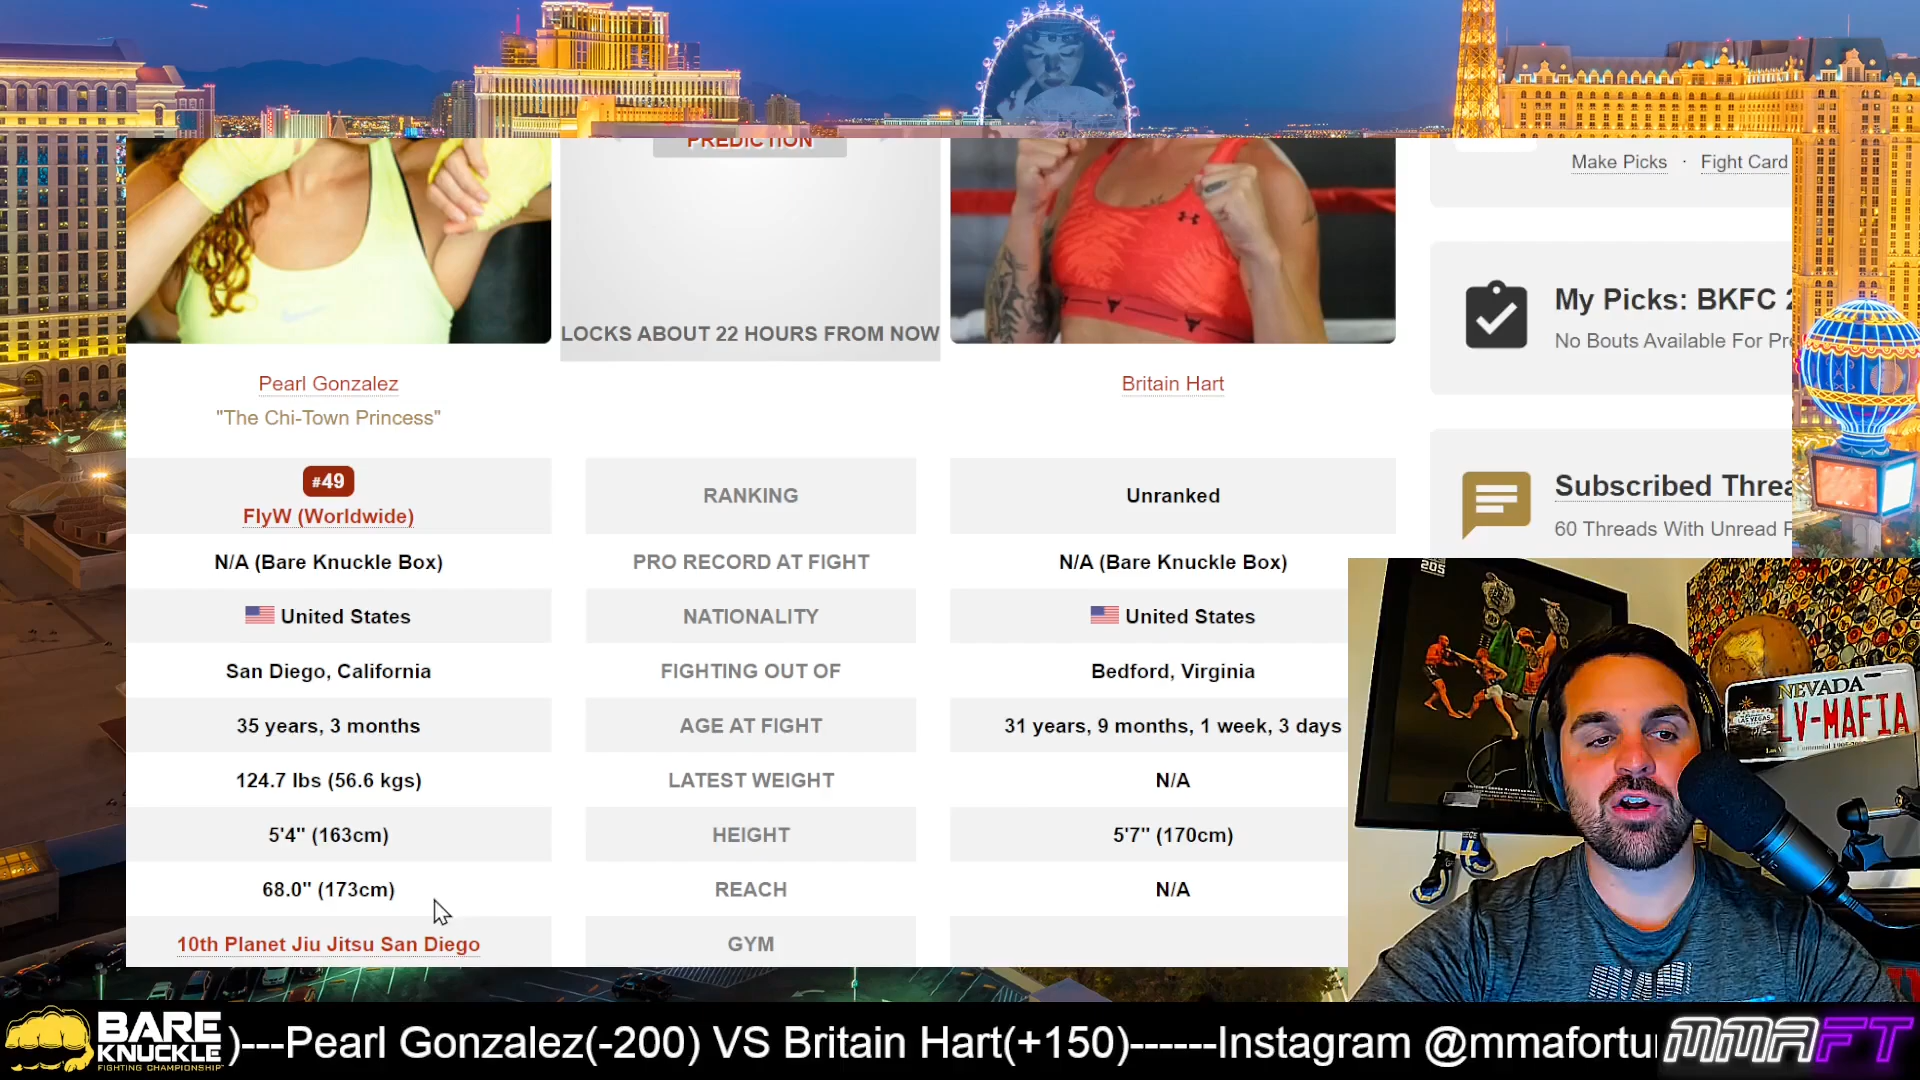 PREDICTION
Make Picks · Fight Card
LOCKS ABOUT 22 HOURS FROM NOW
My Picks: BKFC
No Bouts Available For
Pearl Gonzalez
"The Chi-Town Princess"
Britain Hart
Subscribed
60 Threads With Unread
#49
FlyW (Worldwide)
RANKING
Unranked
N/A (Bare Knuckle Box)
PRO RECORD AT FIGHT
N/A (Bare Knuckle Box)
United States
NATIONALITY
United States
San Diego, California
FIGHTING OUT OF
Bedford, Virginia
35 years, 3 months
AGE AT FIGHT
31 years, 9 months, 1 week, 3 days
124.7 lbs (56.6 kgs)
LATEST WEIGHT
N/A
5'4" (163cm)
HEIGHT
5'7" (170cm)
68.0" (173cm)
REACH
N/A
10th Planet Jiu Jitsu San Diego
GYM
205
NEVADA
LAS VEGAS
LV-MAFIA
BARE
KNUCKLE
FIGHTING CHAMPIONSHIP
)---Pearl Gonzalez(-200) VS Britain Hart(+150)------Instagram @mmafortu
MMAFT